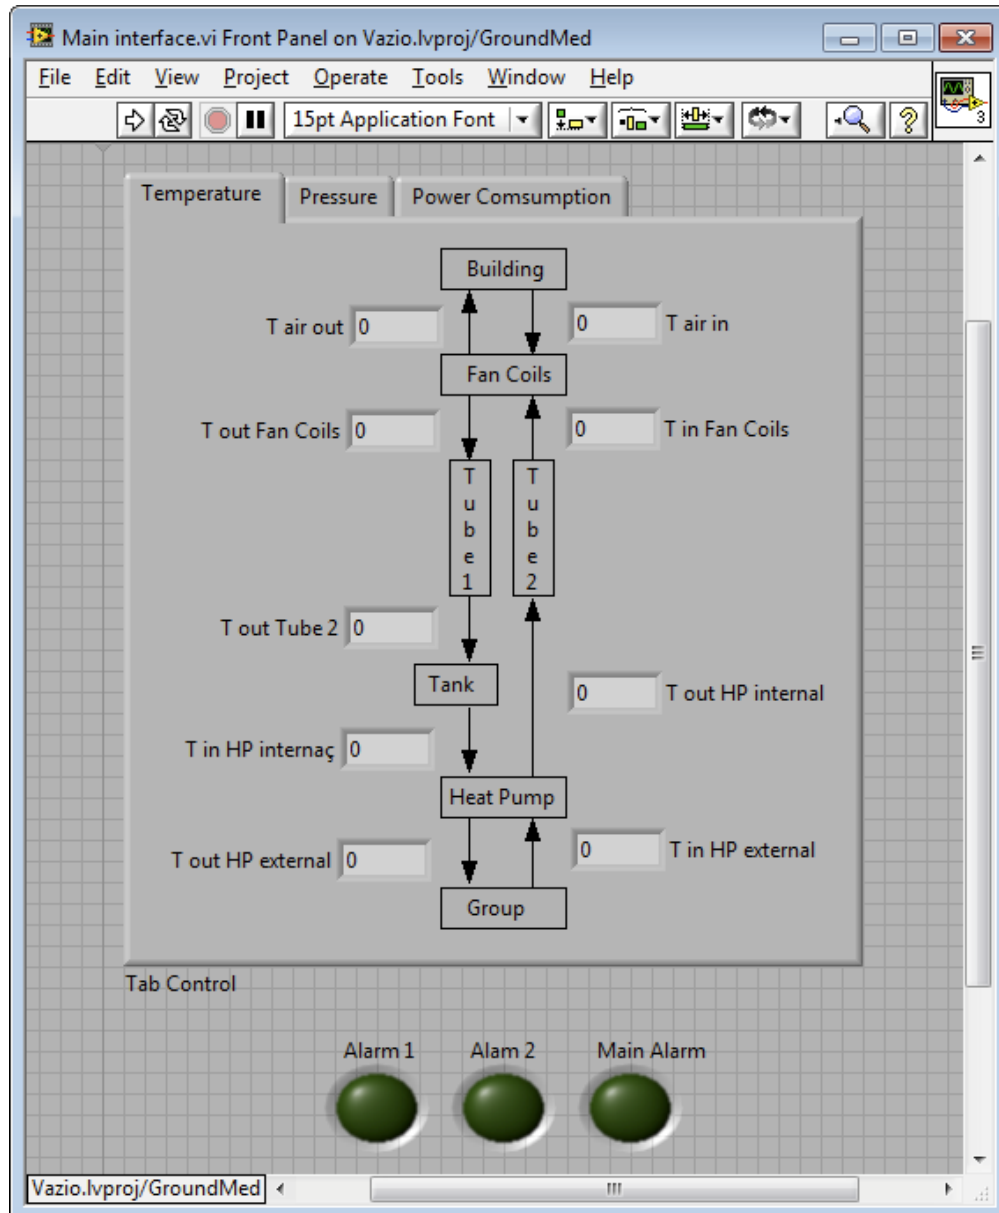 Main interface.vi Front Panel on Vazio.lvproj/GroundMed
File Edit View Project Operate Tools Window Help
15pt Application Font
3
Temperature Pressure Power Comsumption
Building
T air out 0 0 T air in
Fan Coils
T out Fan Coils 0 0 T in Fan Coils
Tube1 Tube2
T out Tube 2 0
Tank
0 T out HP internal
T in HP internaç 0
Heat Pump
T out HP external 0 0 T in HP external
Group
Tab Control
Alarm 1 Alam 2 Main Alarm
Vazio.lvproj/GroundMed